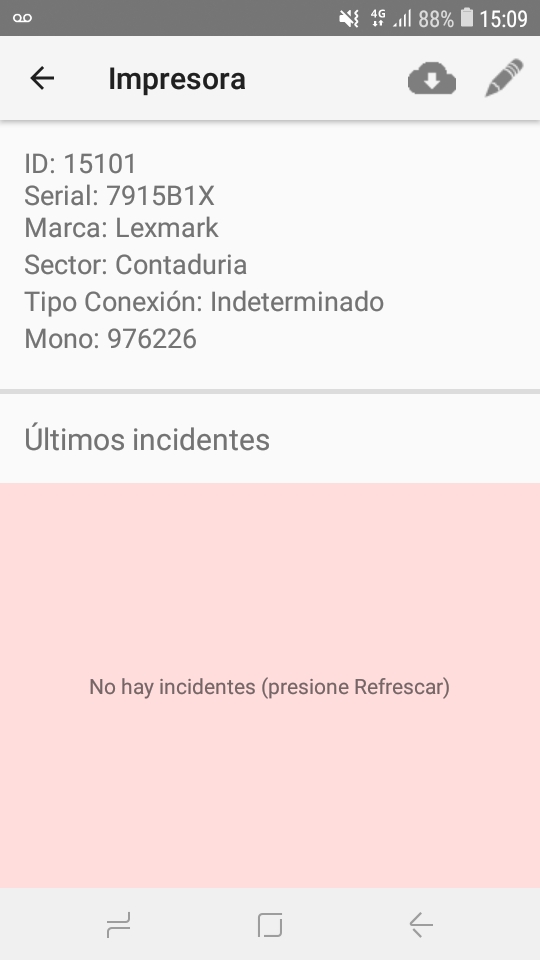 4G 88% 15:09
Impresora
ID: 15101
Serial: 7915B1X
Marca: Lexmark
Sector: Contaduria
Tipo Conexión: Indeterminado
Mono: 976226
Últimos incidentes
No hay incidentes (presione Refrescar)